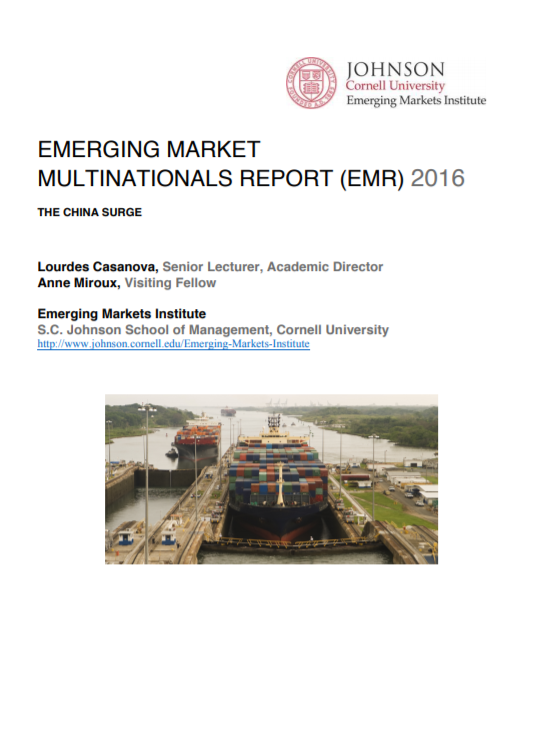 JOHNSON
Cornell University
Emerging Markets Institute
EMERGING MARKET
MULTINATIONALS REPORT (EMR) 2016
THE CHINA SURGE
Lourdes Casanova, Senior Lecturer, Academic Director
Anne Miroux, Visiting Fellow
Emerging Markets Institute
S.C. Johnson School of Management, Cornell University
http://www.johnson.cornell.edu/Emerging-Markets-Institute